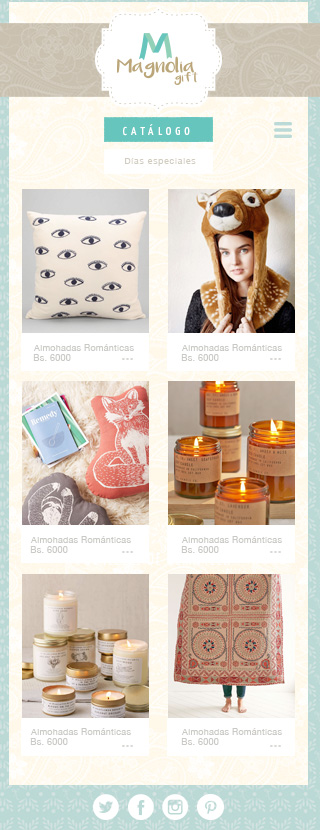 M
Magnolia
gift
CATÁLOGO
Días especiales
Almohadas Románticas
Bs. 6000
Almohadas Románticas
Bs. 6000
Remedy
Almohadas Románticas
Bs. 6000
Almohadas Románticas
Bs. 6000
Almohadas Románticas
Bs. 6000
Almohadas Románticas
Bs. 6000